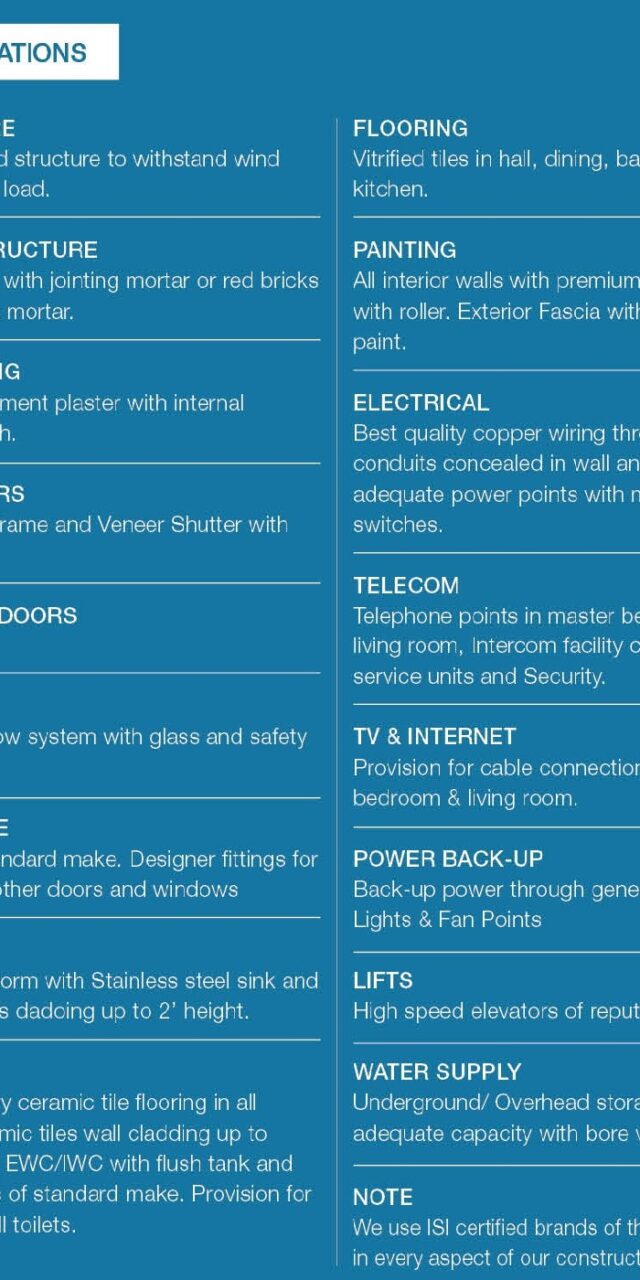 ATIONS
E
d structure to withstand wind
load.
RUCTURE
with jointing mortar or red bricks
mortar.
G
ment plaster with internal
h.
RS
rame and Veneer Shutter with
DOORS
ow system with glass and safety
E
ndard make. Designer fittings for
other doors and windows
orm with Stainless steel sink and
s dadoing up to 2’ height.
y ceramic tile flooring in all
mic tiles wall cladding up to
EWC/IWC with flush tank and
s of standard make. Provision for
ll toilets.
FLOORING
Vitrified tiles in hall, dining, ba
kitchen.
PAINTING
All interior walls with premium
with roller. Exterior Fascia with
paint.
ELECTRICAL
Best quality copper wiring thro
conduits concealed in wall an
adequate power points with m
switches.
TELECOM
Telephone points in master be
living room, Intercom facility c
service units and Security.
TV & INTERNET
Provision for cable connection
bedroom & living room.
POWER BACK-UP
Back-up power through gene
Lights & Fan Points
LIFTS
High speed elevators of reput
WATER SUPPLY
Underground/ Overhead stora
adequate capacity with bore w
NOTE
We use ISI certified brands of th
in every aspect of our construct